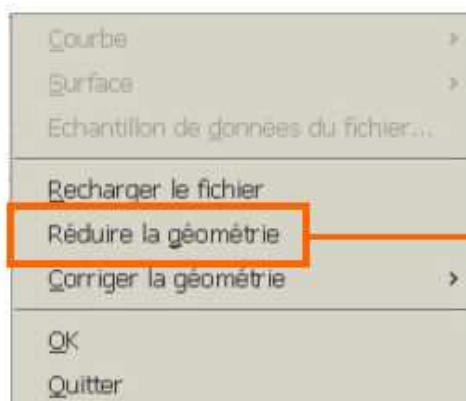 Courbe
Surface
Echantillon de données du fichier...
Recharger le fichier
Réduire la géométrie
Corriger la géométrie
OK
Quitter